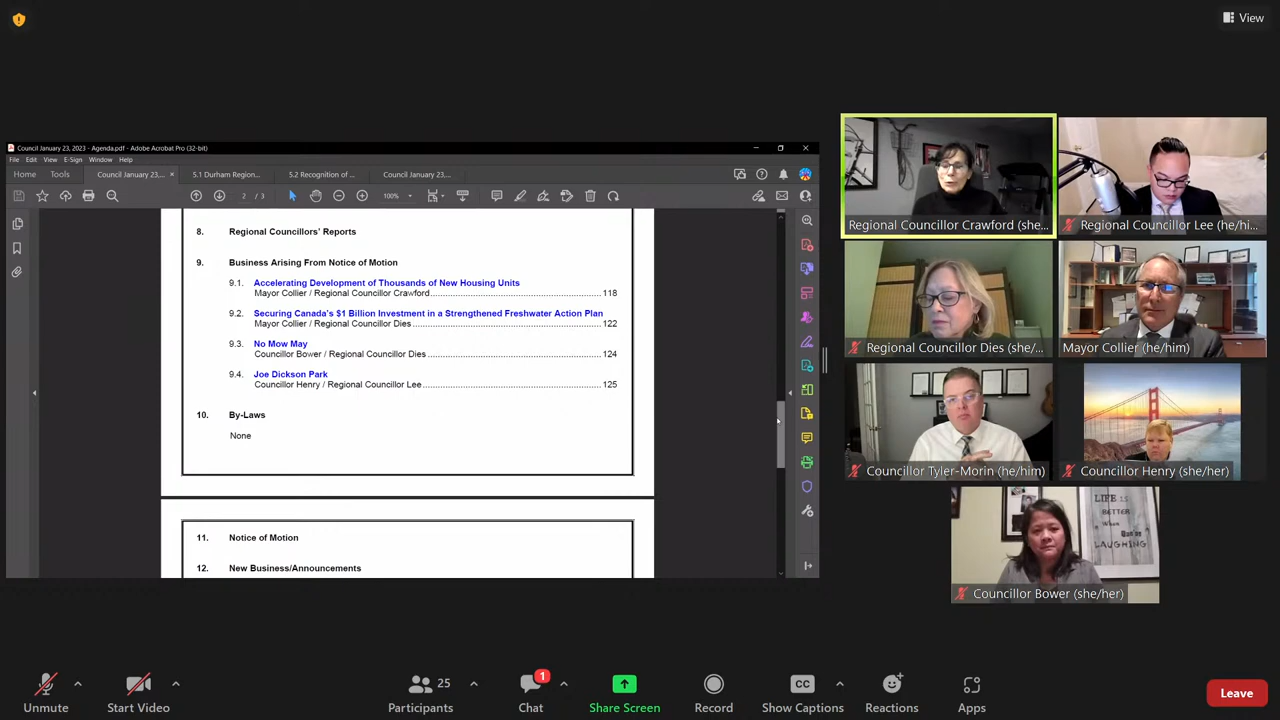 View
Council January 23, 2023 - Agenda.pdf - Adobe Acrobat Pro (32-bit)
File Edit View E-Sign Window Help
Home Tools Council January 23,... × 5.1 Durham Region... 5.2 Recognition of ... Council January 23,...
2 / 3 100%
8. Regional Councillors' Reports
9. Business Arising From Notice of Motion
9.1. Accelerating Development of Thousands of New Housing Units
Mayor Collier / Regional Councillor Crawford 118
9.2. Securing Canada's $1 Billion Investment in a Strengthened Freshwater Action Plan
Mayor Collier / Regional Councillor Dies 122
9.3. No Mow May
Councillor Bower / Regional Councillor Dies 124
9.4. Joe Dickson Park
Councillor Henry / Regional Councillor Lee 125
10. By-Laws
None
11. Notice of Motion
12. New Business/Announcements
Regional Councillor Crawford (she...
Regional Councillor Lee (he/hi...
Regional Councillor Dies (she/...
Mayor Collier (he/him)
Councillor Tyler-Morin (he/him)
Councillor Henry (she/her)
LIFE IS
BETTER
When
LAUGHING
Councillor Bower (she/her)
25 1 CC
Unmute Start Video Participants Chat Share Screen Record Show Captions Reactions Apps Leave